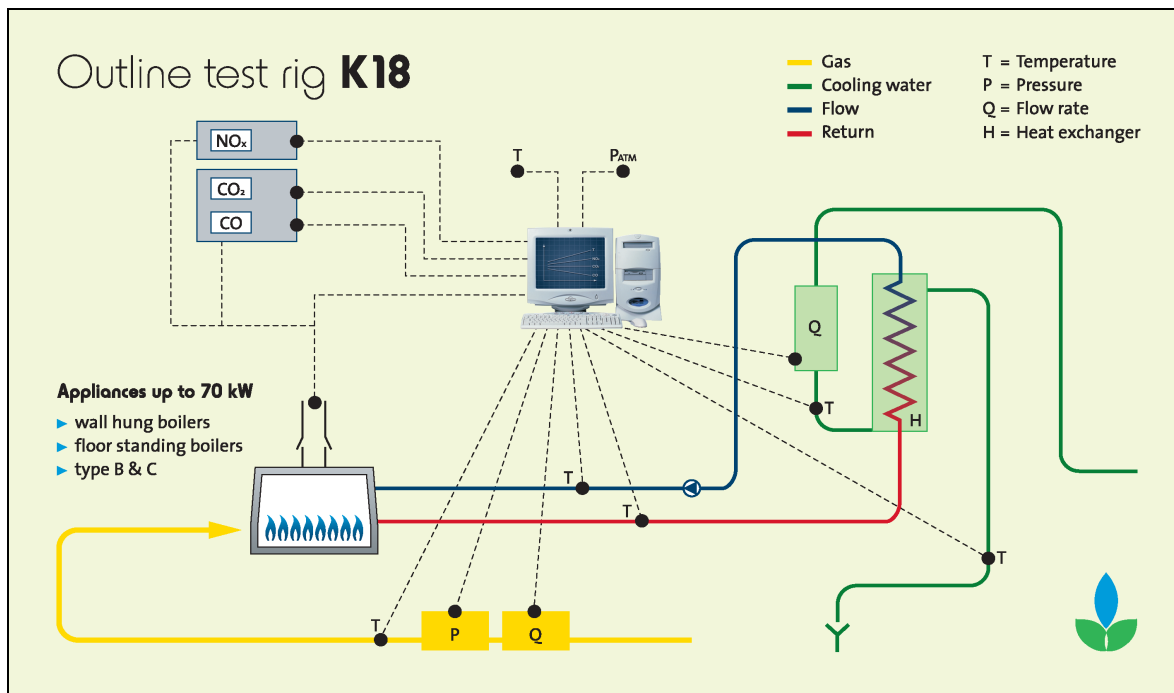 Outline test rig K18
Gas
Cooling water
Flow
Return
T = Temperature
P = Pressure
Q = Flow rate
H = Heat exchanger
NOx
CO₂
CO
T
PATM
Q
T
H
Appliances up to 70 kW
wall hung boilers
floor standing boilers
type B & C
T
T
T
T
P
Q